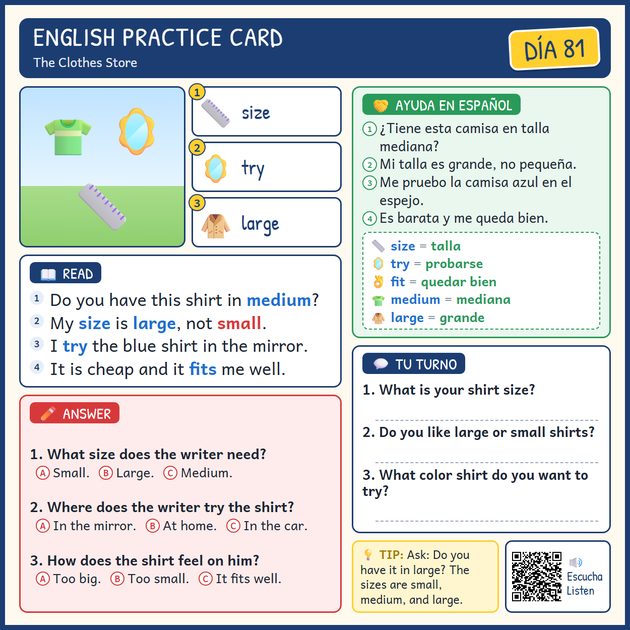 ENGLISH PRACTICE CARD
The Clothes Store
DÍA 81
1 size
2 try
3 large
READ
1 Do you have this shirt in medium?
2 My size is large, not small.
3 I try the blue shirt in the mirror.
4 It is cheap and it fits me well.
ANSWER
1. What size does the writer need?
A Small. B Large. C Medium.
2. Where does the writer try the shirt?
A In the mirror. B At home. C In the car.
3. How does the shirt feel on him?
A Too big. B Too small. C It fits well.
AYUDA EN ESPAÑOL
1 ¿Tiene esta camisa en talla
mediana?
2 Mi talla es grande, no pequeña.
3 Me pruebo la camisa azul en el
espejo.
4 Es barata y me queda bien.
size = talla
try = probarse
fit = quedar bien
medium = mediana
large = grande
TU TURNO
1. What is your shirt size?
2. Do you like large or small shirts?
3. What color shirt do you want to
try?
TIP: Ask: Do you
have it in large? The
sizes are small,
medium, and large.
Escucha
Listen